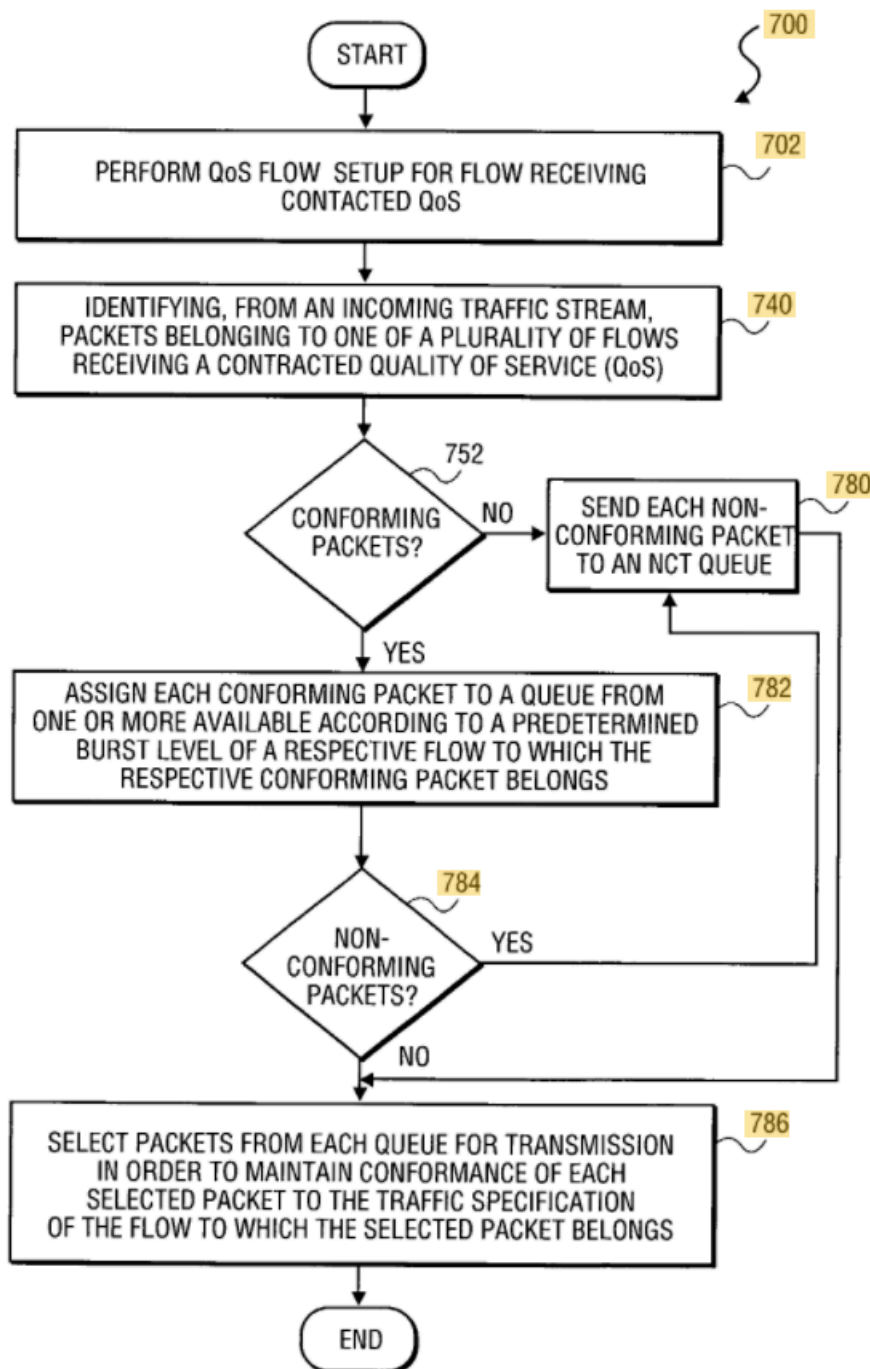 700
START
702
PERFORM QoS FLOW SETUP FOR FLOW RECEIVING
CONTACTED QoS
740
IDENTIFYING, FROM AN INCOMING TRAFFIC STREAM,
PACKETS BELONGING TO ONE OF A PLURALITY OF FLOWS
RECEIVING A CONTRACTED QUALITY OF SERVICE (QoS)
752
CONFORMING
PACKETS?
NO
780
SEND EACH NON-
CONFORMING PACKET
TO AN NCT QUEUE
YES
782
ASSIGN EACH CONFORMING PACKET TO A QUEUE FROM
ONE OR MORE AVAILABLE ACCORDING TO A PREDETERMINED
BURST LEVEL OF A RESPECTIVE FLOW TO WHICH THE
RESPECTIVE CONFORMING PACKET BELONGS
784
NON-
CONFORMING
PACKETS?
YES
NO
786
SELECT PACKETS FROM EACH QUEUE FOR TRANSMISSION
IN ORDER TO MAINTAIN CONFORMANCE OF EACH
SELECTED PACKET TO THE TRAFFIC SPECIFICATION
OF THE FLOW TO WHICH THE SELECTED PACKET BELONGS
END